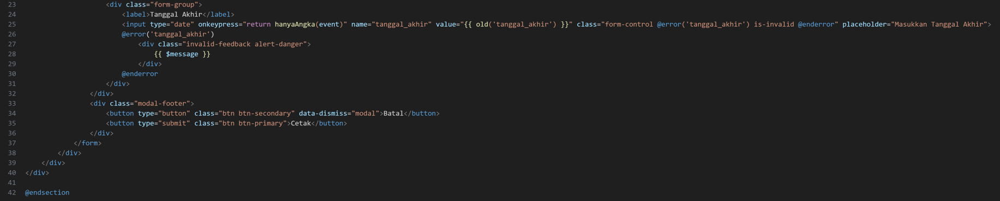 23 <div class="form-group">
24 <label>Tanggal Akhir</label>
25 <input type="date" onkeypress="return hanyaAngka(event)" name="tanggal_akhir" value="{{ old('tanggal_akhir') }}" class="form-control @error('tanggal_akhir') is-invalid @enderror" placeholder="Masukkan Tanggal Akhir">
26 @error('tanggal_akhir')
27 <div class="invalid-feedback alert-danger">
28 {{ $message }}
29 </div>
30 @enderror
31 </div>
32 </div>
33 <div class="modal-footer">
34 <button type="button" class="btn btn-secondary" data-dismiss="modal">Batal</button>
35 <button type="submit" class="btn btn-primary">Cetak</button>
36 </div>
37 </form>
38 </div>
39 </div>
40 </div>
41
42 @endsection